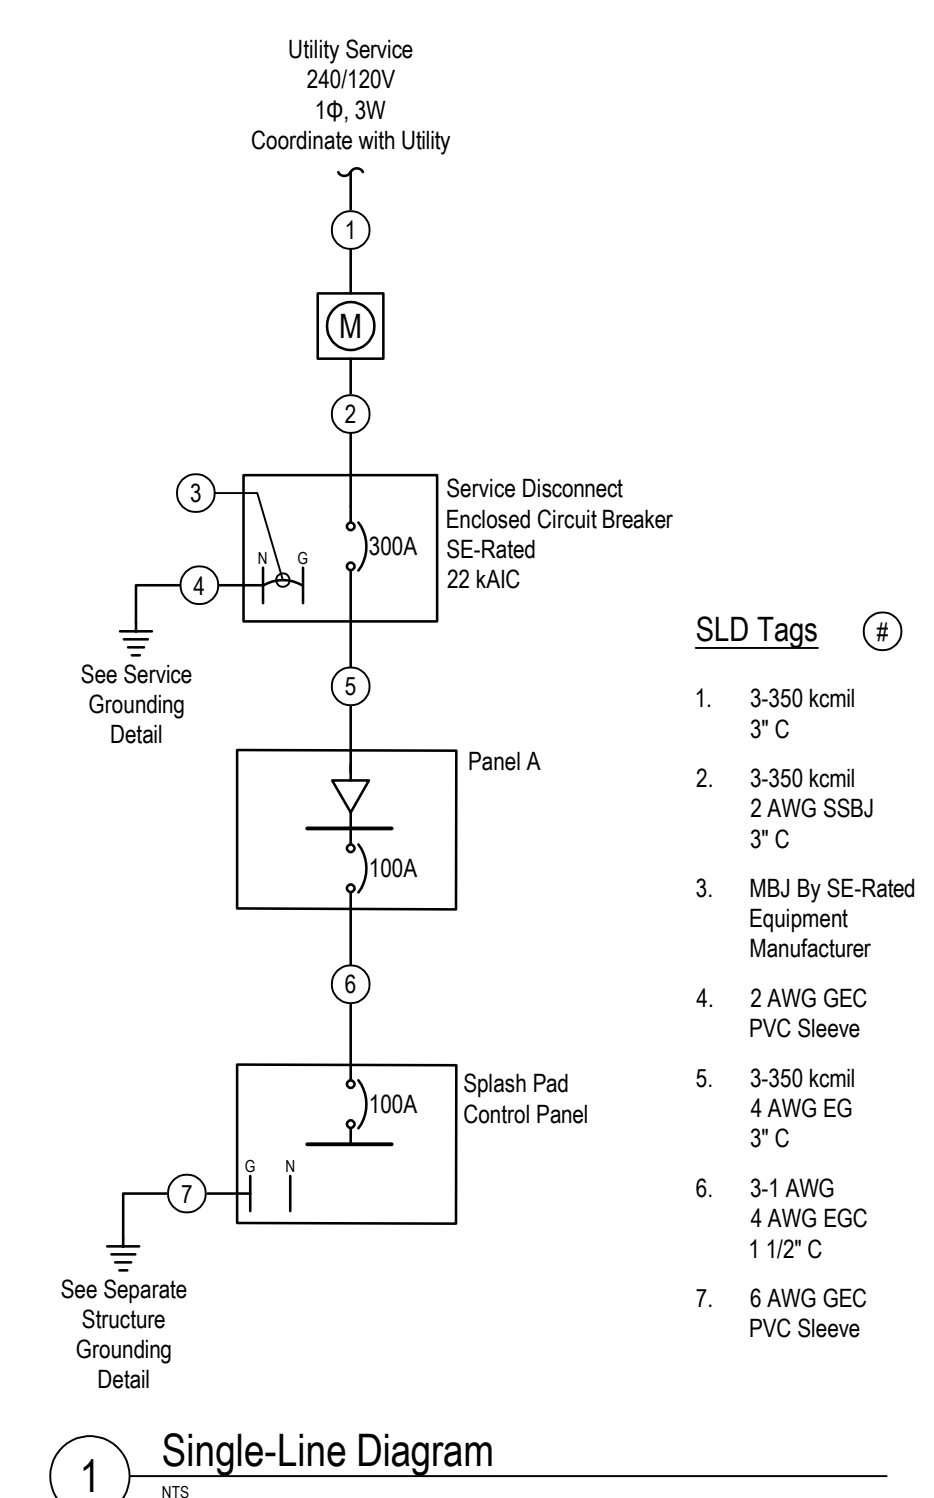 Utility Service
240/120V
1Φ, 3W
Coordinate with Utility
1
M
2
3
Service Disconnect
Enclosed Circuit Breaker
SE-Rated
22 kAIC
300A
N G
4
See Service
Grounding
Detail
5
Panel A
100A
6
Splash Pad
Control Panel
100A
G N
7
See Separate
Structure
Grounding
Detail
SLD Tags #
1. 3-350 kcmil
3" C
2. 3-350 kcmil
2 AWG SSBJ
3" C
3. MBJ By SE-Rated
Equipment
Manufacturer
4. 2 AWG GEC
PVC Sleeve
5. 3-350 kcmil
4 AWG EG
3" C
6. 3-1 AWG
4 AWG EGC
1 1/2" C
7. 6 AWG GEC
PVC Sleeve
1 Single-Line Diagram
NTS